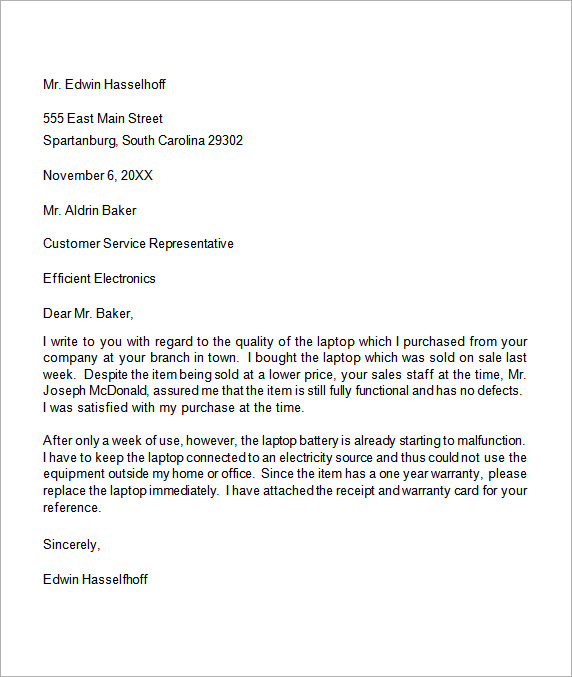 Mr. Edwin Hasselhoff
555 East Main Street
Spartanburg, South Carolina 29302
November 6, 20XX
Mr. Aldrin Baker
Customer Service Representative
Efficient Electronics
Dear Mr. Baker,
I write to you with regard to the quality of the laptop which I purchased from your
company at your branch in town. I bought the laptop which was sold on sale last
week. Despite the item being sold at a lower price, your sales staff at the time, Mr.
Joseph McDonald, assured me that the item is still fully functional and has no defects.
I was satisfied with my purchase at the time.
After only a week of use, however, the laptop battery is already starting to malfunction.
I have to keep the laptop connected to an electricity source and thus could not use the
equipment outside my home or office. Since the item has a one year warranty, please
replace the laptop immediately. I have attached the receipt and warranty card for your
reference.
Sincerely,
Edwin Hasselfhoff